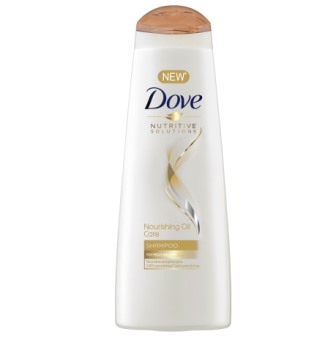 NEW
Dove
NUTRITIVE
SOLUTIONS
Nourishing Oil
Care
SHAMPOO